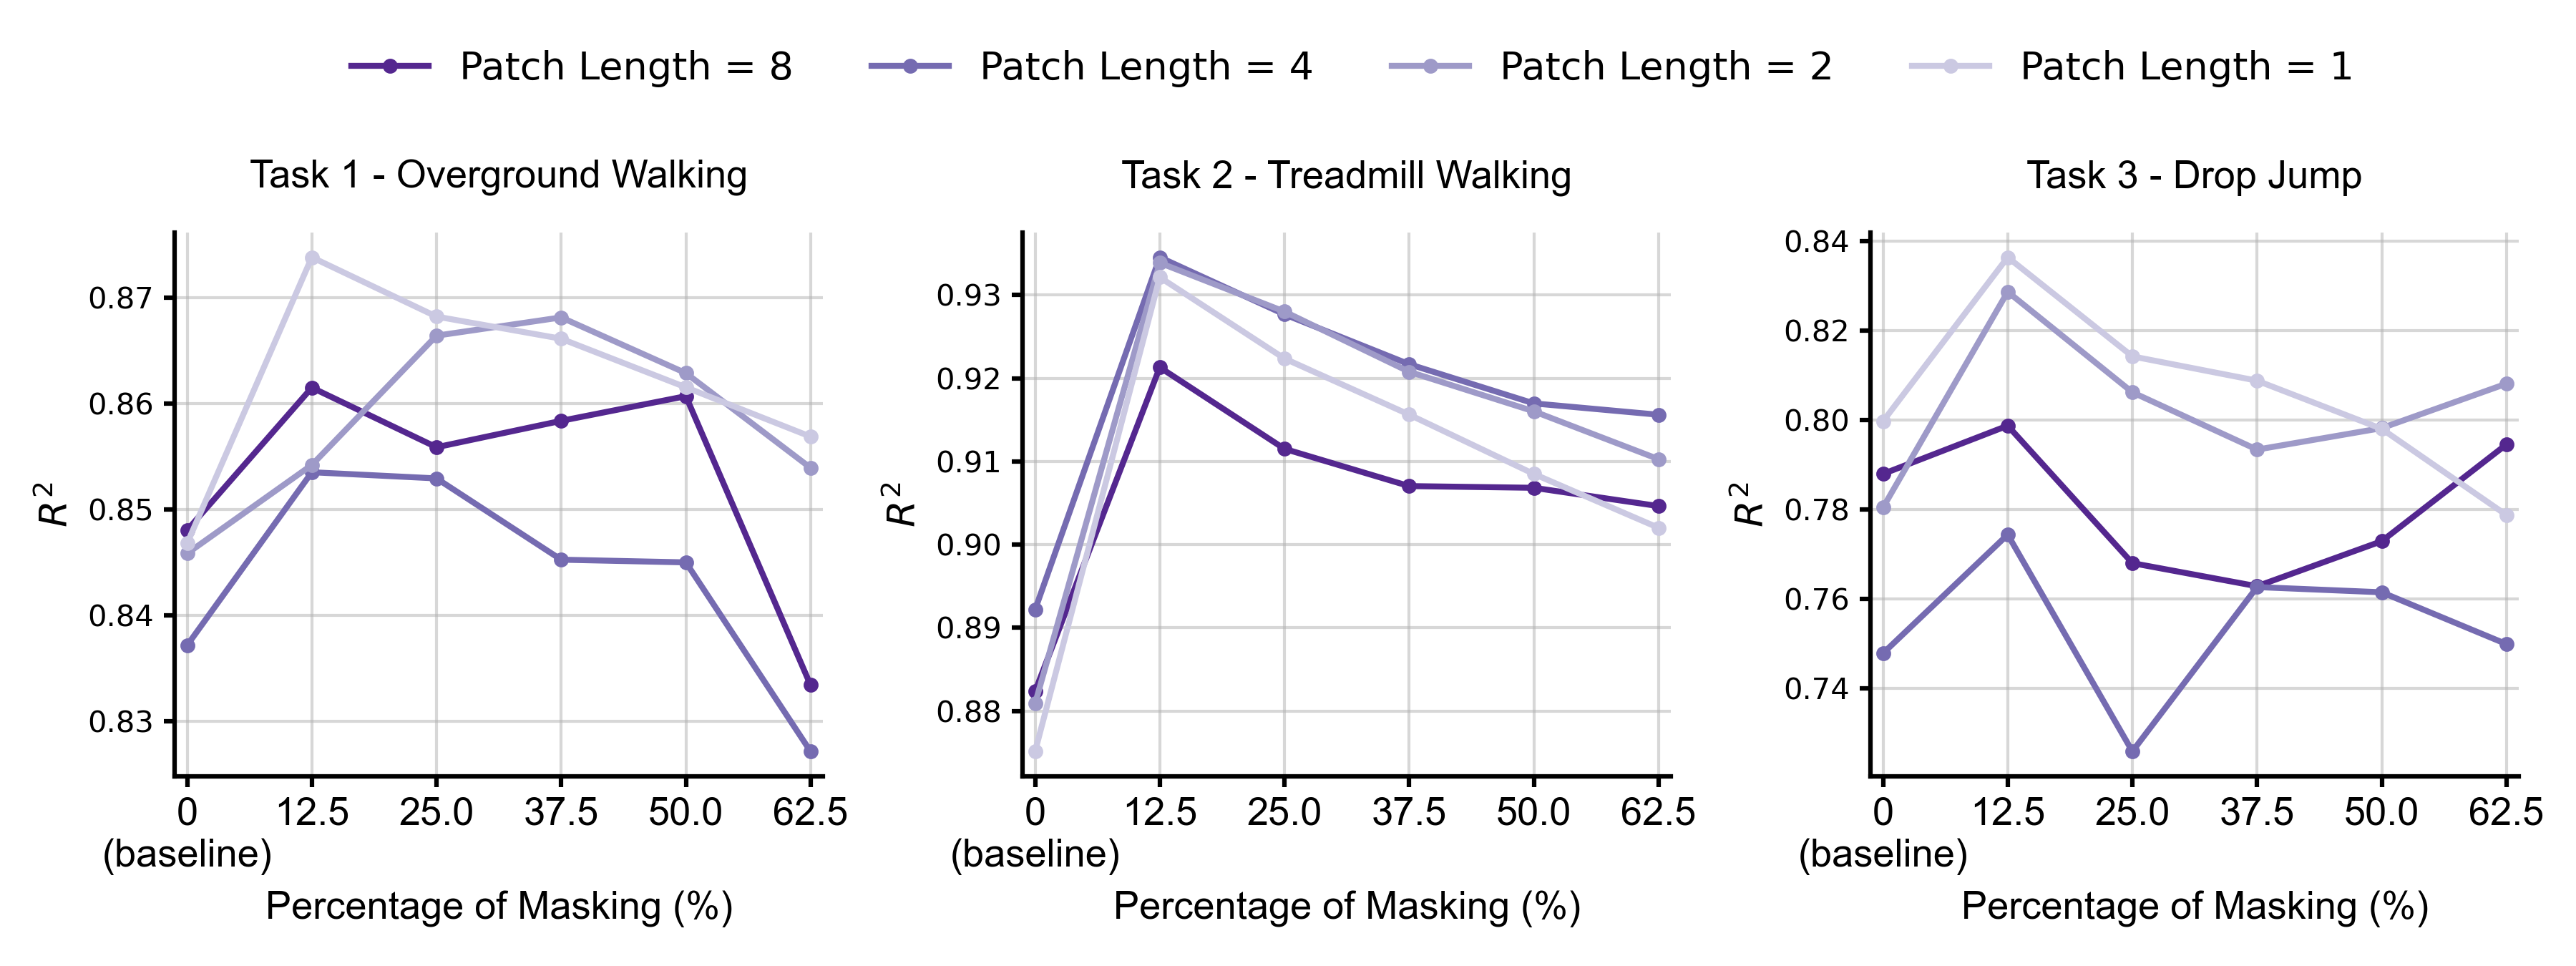 Patch Length = 8 Patch Length = 4 Patch Length = 2 Patch Length = 1
Task 1 - Overground Walking
0.87
0.86
0.85
0.84
0.83
R²
0 12.5 25.0 37.5 50.0 62.5
(baseline)
Percentage of Masking (%)
Task 2 - Treadmill Walking
0.93
0.92
0.91
0.90
0.89
0.88
R²
0 12.5 25.0 37.5 50.0 62.5
(baseline)
Percentage of Masking (%)
Task 3 - Drop Jump
0.84
0.82
0.80
0.78
0.76
0.74
R²
0 12.5 25.0 37.5 50.0 62.5
(baseline)
Percentage of Masking (%)